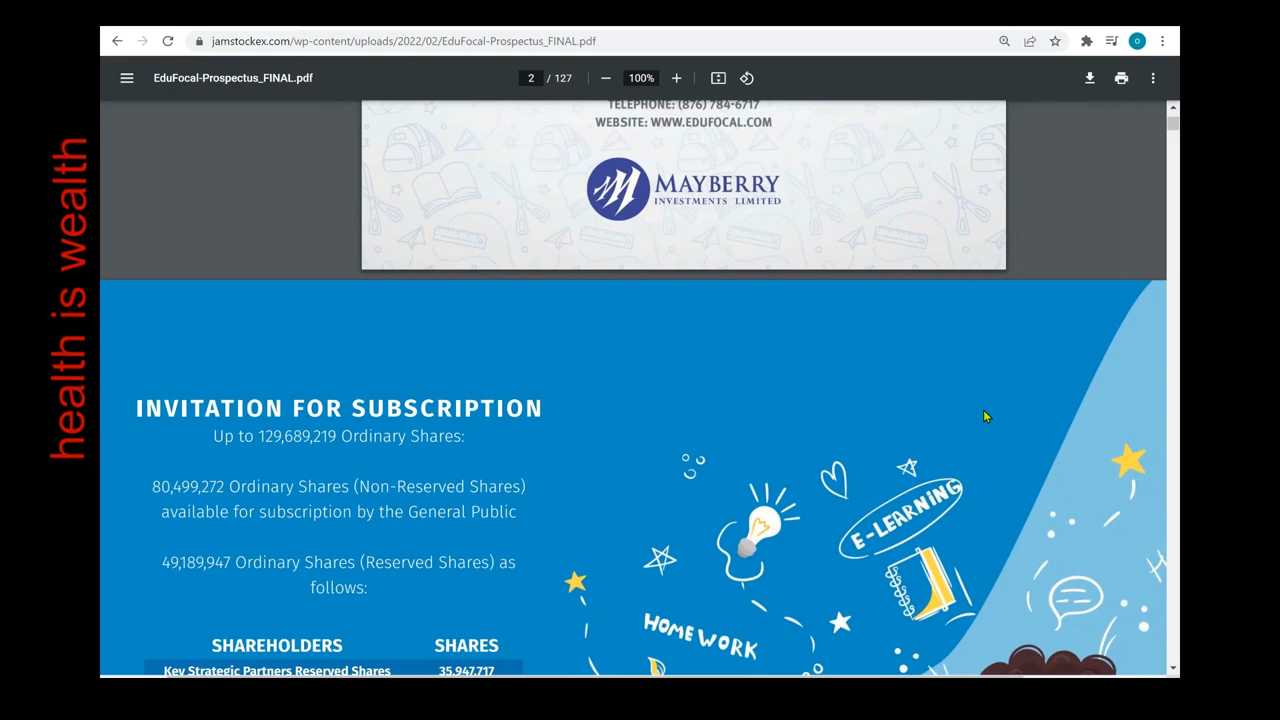 jamstockex.com/wp-content/uploads/2022/02/EduFocal-Prospectus_FINAL.pdf
EduFocal-Prospectus_FINAL.pdf
2 / 127
100%
health is wealth
TELEPHONE: (876) 784-6717
WEBSITE: WWW.EDUFOCAL.COM
MAYBERRY
INVESTMENTS LIMITED
INVITATION FOR SUBSCRIPTION
Up to 129,689,219 Ordinary Shares:
80,499,272 Ordinary Shares (Non-Reserved Shares)
available for subscription by the General Public
49,189,947 Ordinary Shares (Reserved Shares) as
follows:
SHAREHOLDERS SHARES
Key Strategic Partners Reserved Shares 35,947,717
E-LEARNING
HOMEWORK